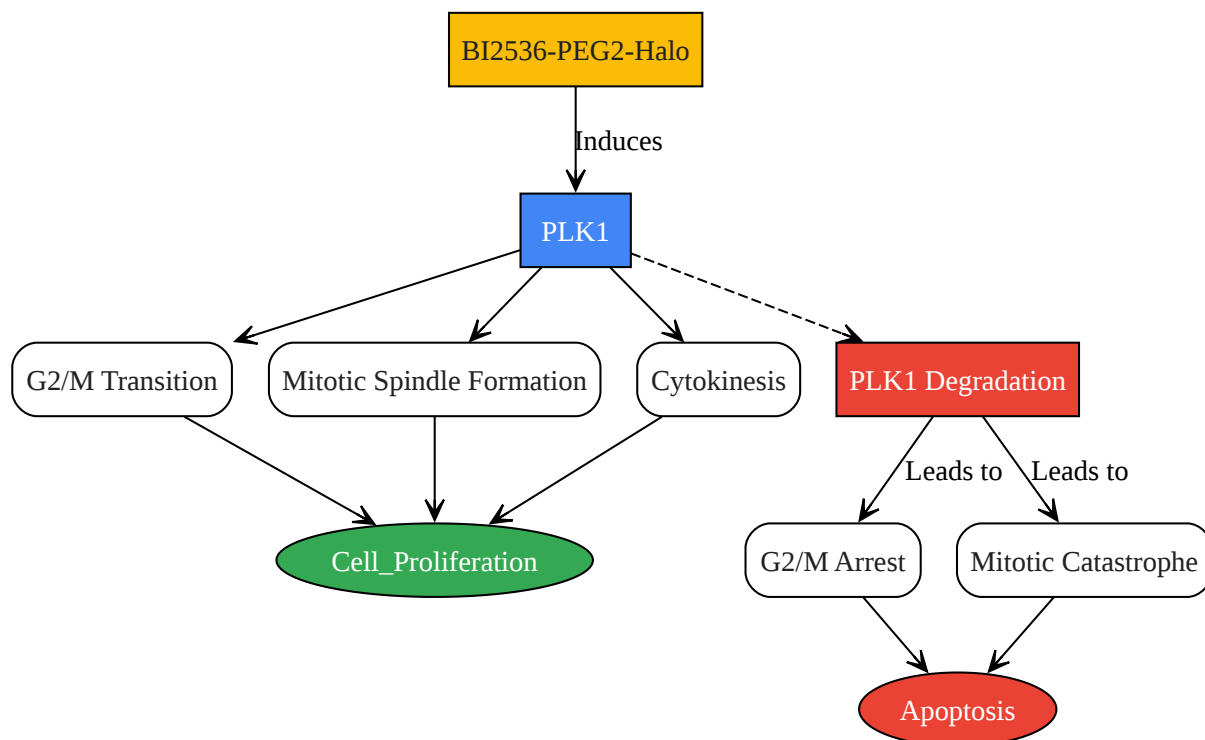 BI2536-PEG2-Halo
Induces
PLK1
G2/M Transition
Mitotic Spindle Formation
Cytokinesis
PLK1 Degradation
Leads to
Leads to
Cell_Proliferation
G2/M Arrest
Mitotic Catastrophe
Apoptosis